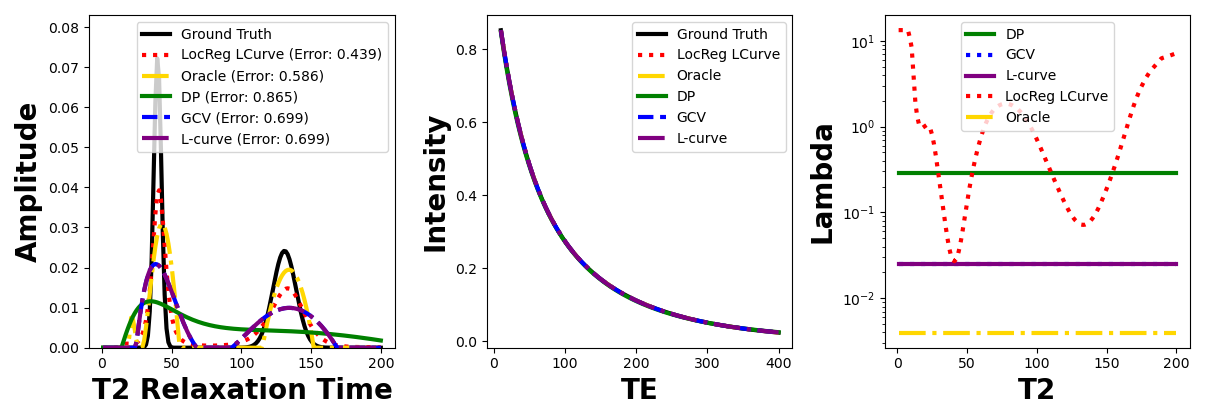 Amplitude
0.08
0.07
0.06
0.05
0.04
0.03
0.02
0.01
0.00
Ground Truth
LocReg LCurve (Error: 0.439)
Oracle (Error: 0.586)
DP (Error: 0.865)
GCV (Error: 0.699)
L-curve (Error: 0.699)
0 50 100 150 200
T2 Relaxation Time
Intensity
0.8
0.6
0.4
0.2
0.0
Ground Truth
LocReg LCurve
Oracle
DP
GCV
L-curve
0 100 200 300 400
TE
Lambda
10¹
10⁰
10⁻¹
10⁻²
DP
GCV
L-curve
LocReg LCurve
Oracle
0 50 100 150 200
T2